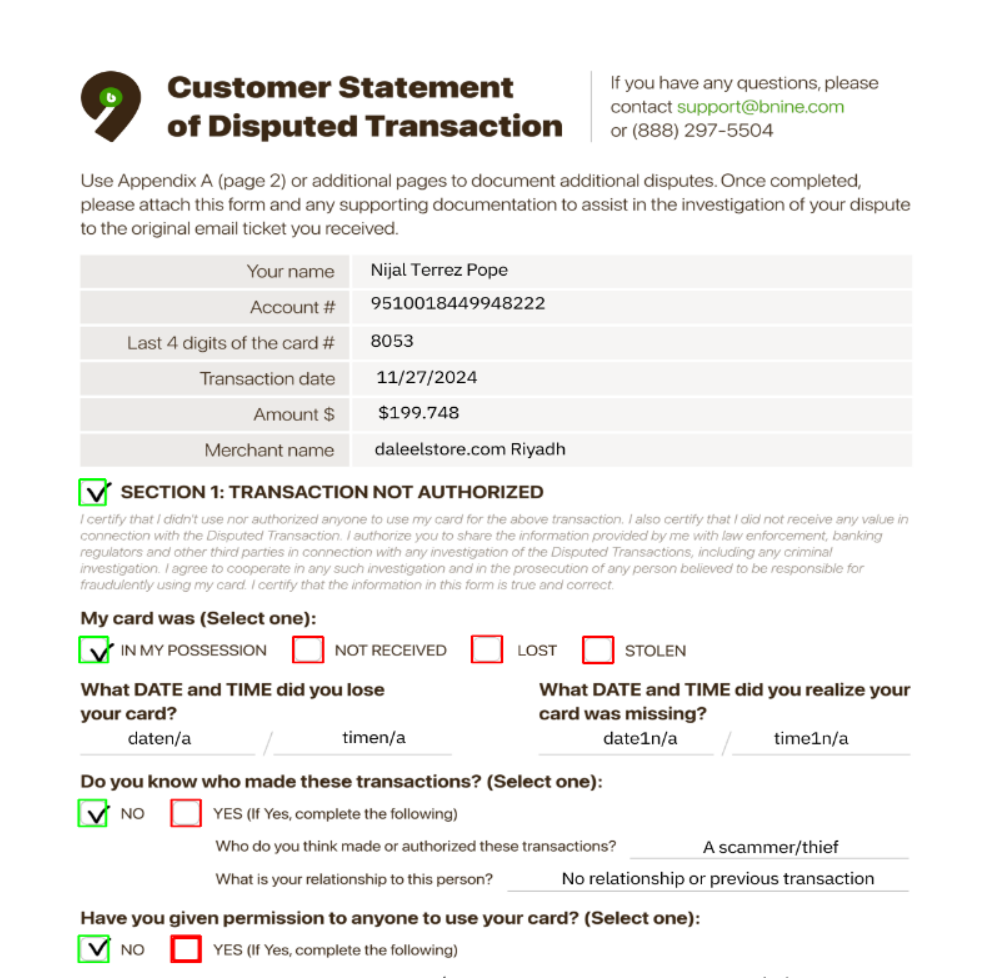 Customer Statement
of Disputed Transaction
If you have any questions, please
contact support@bnine.com
or (888) 297-5504
Use Appendix A (page 2) or additional pages to document additional disputes. Once completed,
please attach this form and any supporting documentation to assist in the investigation of your dispute
to the original email ticket you received.
Your name Nijal Terrez Pope
Account # 9510018449948222
Last 4 digits of the card # 8053
Transaction date 11/27/2024
Amount $ $199.748
Merchant name daleelstore.com Riyadh
SECTION 1: TRANSACTION NOT AUTHORIZED
I certify that I didn't use nor authorized anyone to use my card for the above transaction. I also certify that I did not receive any value in
connection with the Disputed Transaction. I authorize you to share the information provided by me with law enforcement, banking
regulators and other third parties in connection with any investigation of the Disputed Transactions, including any criminal
investigation. I agree to cooperate in any such investigation and in the prosecution of any person believed to be responsible for
fraudulently using my card. I certify that the information in this form is true and correct.
My card was (Select one):
IN MY POSSESSION NOT RECEIVED LOST STOLEN
What DATE and TIME did you lose
your card?
daten/a / timen/a
What DATE and TIME did you realize your
card was missing?
date1n/a / time1n/a
Do you know who made these transactions? (Select one):
NO YES (If Yes, complete the following)
Who do you think made or authorized these transactions? A scammer/thief
What is your relationship to this person? No relationship or previous transaction
Have you given permission to anyone to use your card? (Select one):
NO YES (If Yes, complete the following)